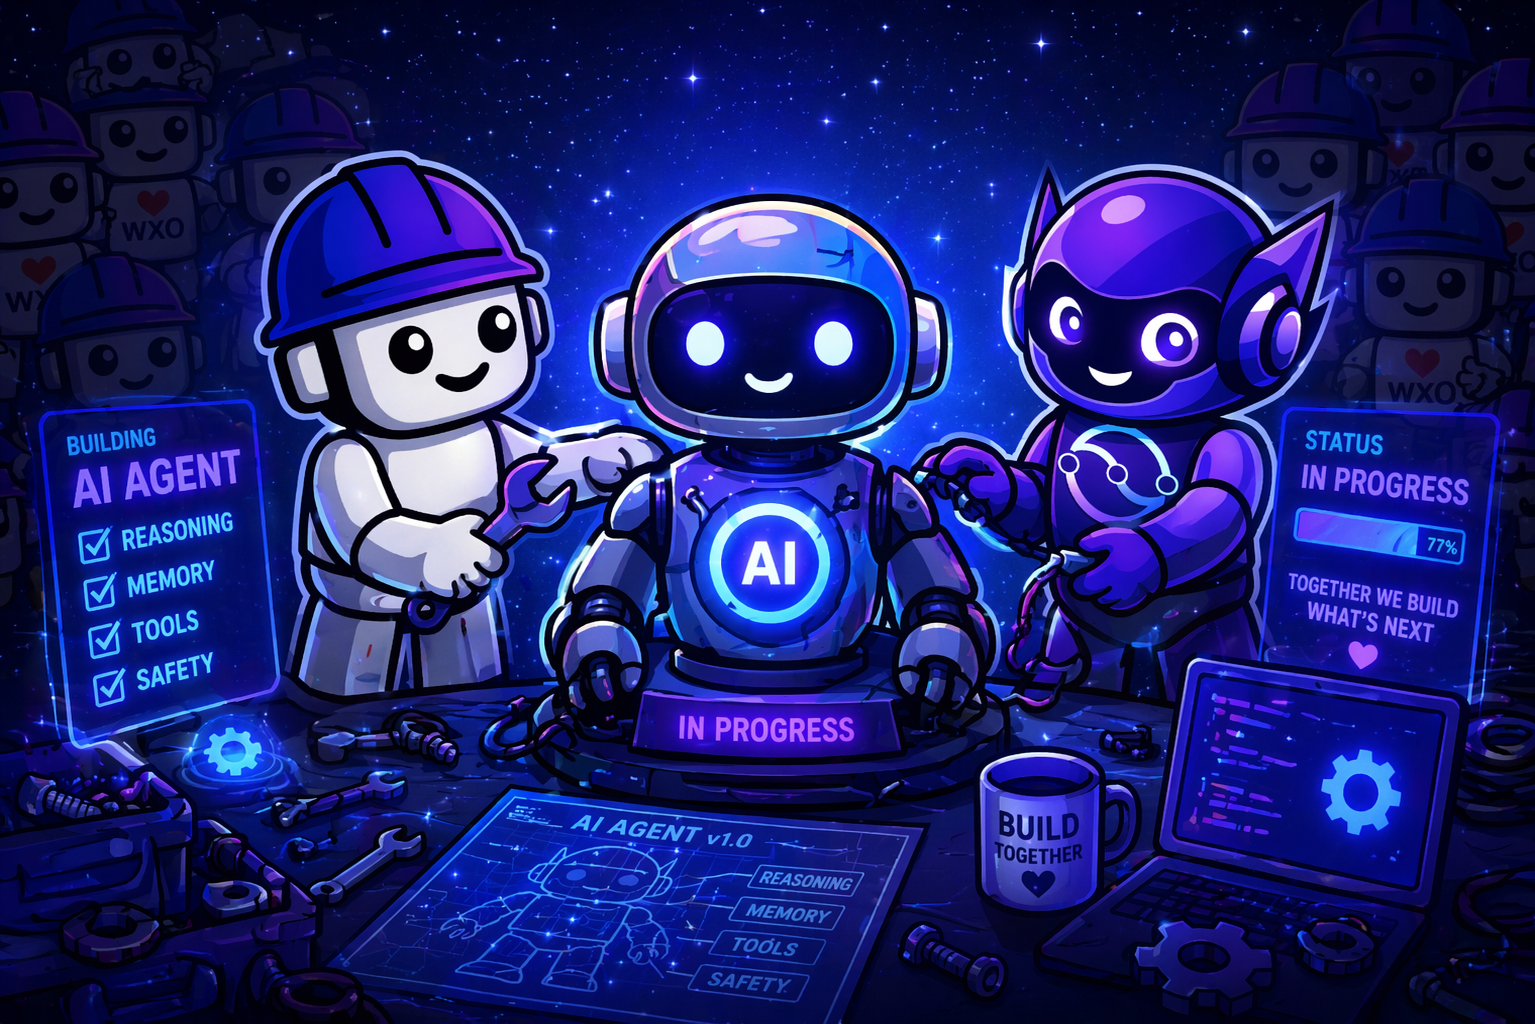 WXO
WXO
BUILDING
AI AGENT
REASONING
MEMORY
TOOLS
SAFETY
AI
IN PROGRESS
STATUS
IN PROGRESS
77%
TOGETHER WE BUILD
WHAT'S NEXT
AI AGENT v1.0
REASONING
MEMORY
TOOLS
SAFETY
BUILD
TOGETHER